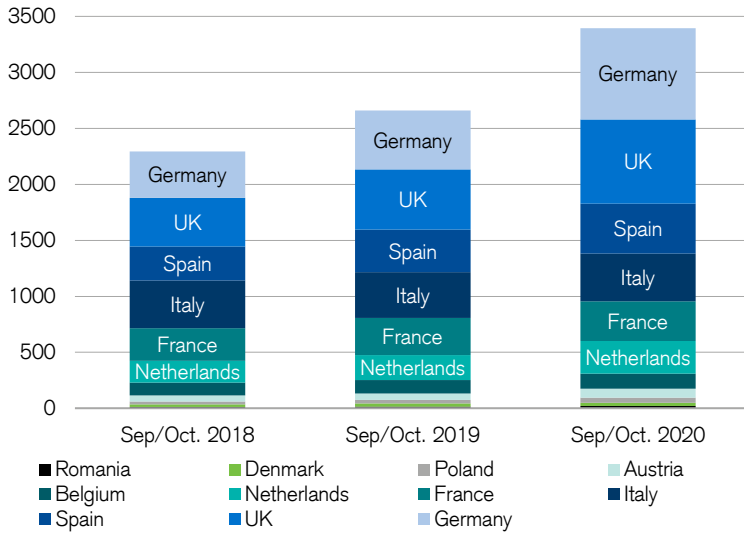 3500
3000
2500
2000
1500
1000
500
0
Germany
UK
Spain
Italy
France
Netherlands
Germany
UK
Spain
Italy
France
Netherlands
Germany
UK
Spain
Italy
France
Netherlands
Sep/Oct. 2018 Sep/Oct. 2019 Sep/Oct. 2020
Romania Denmark Poland Austria
Belgium Netherlands France Italy
Spain UK Germany